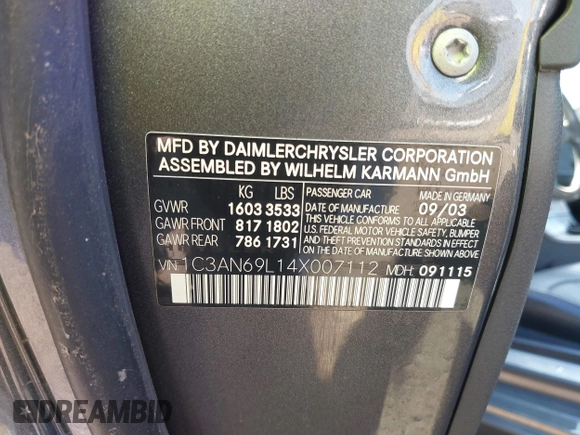 MFD BY DAIMLERCHRYSLER CORPORATION
ASSEMBLED BY WILHELM KARMANN GmbH
KG LBS PASSENGER CAR MADE IN GERMANY
GVWR 1603 3533 DATE OF MANUFACTURE 09/03
GAWR FRONT 817 1802
GAWR REAR 786 1731
THIS VEHICLE CONFORMS TO ALL APPLICABLE
U.S. FEDERAL MOTOR VEHICLE SAFETY, BUMPER
AND THEFT PREVENTION STANDARDS IN EFFECT
ON THE DATE OF MANUFACTURE SHOWN ABOVE
VIN 1C3AN69L14X007112 MDH: 091115
DREAMBID